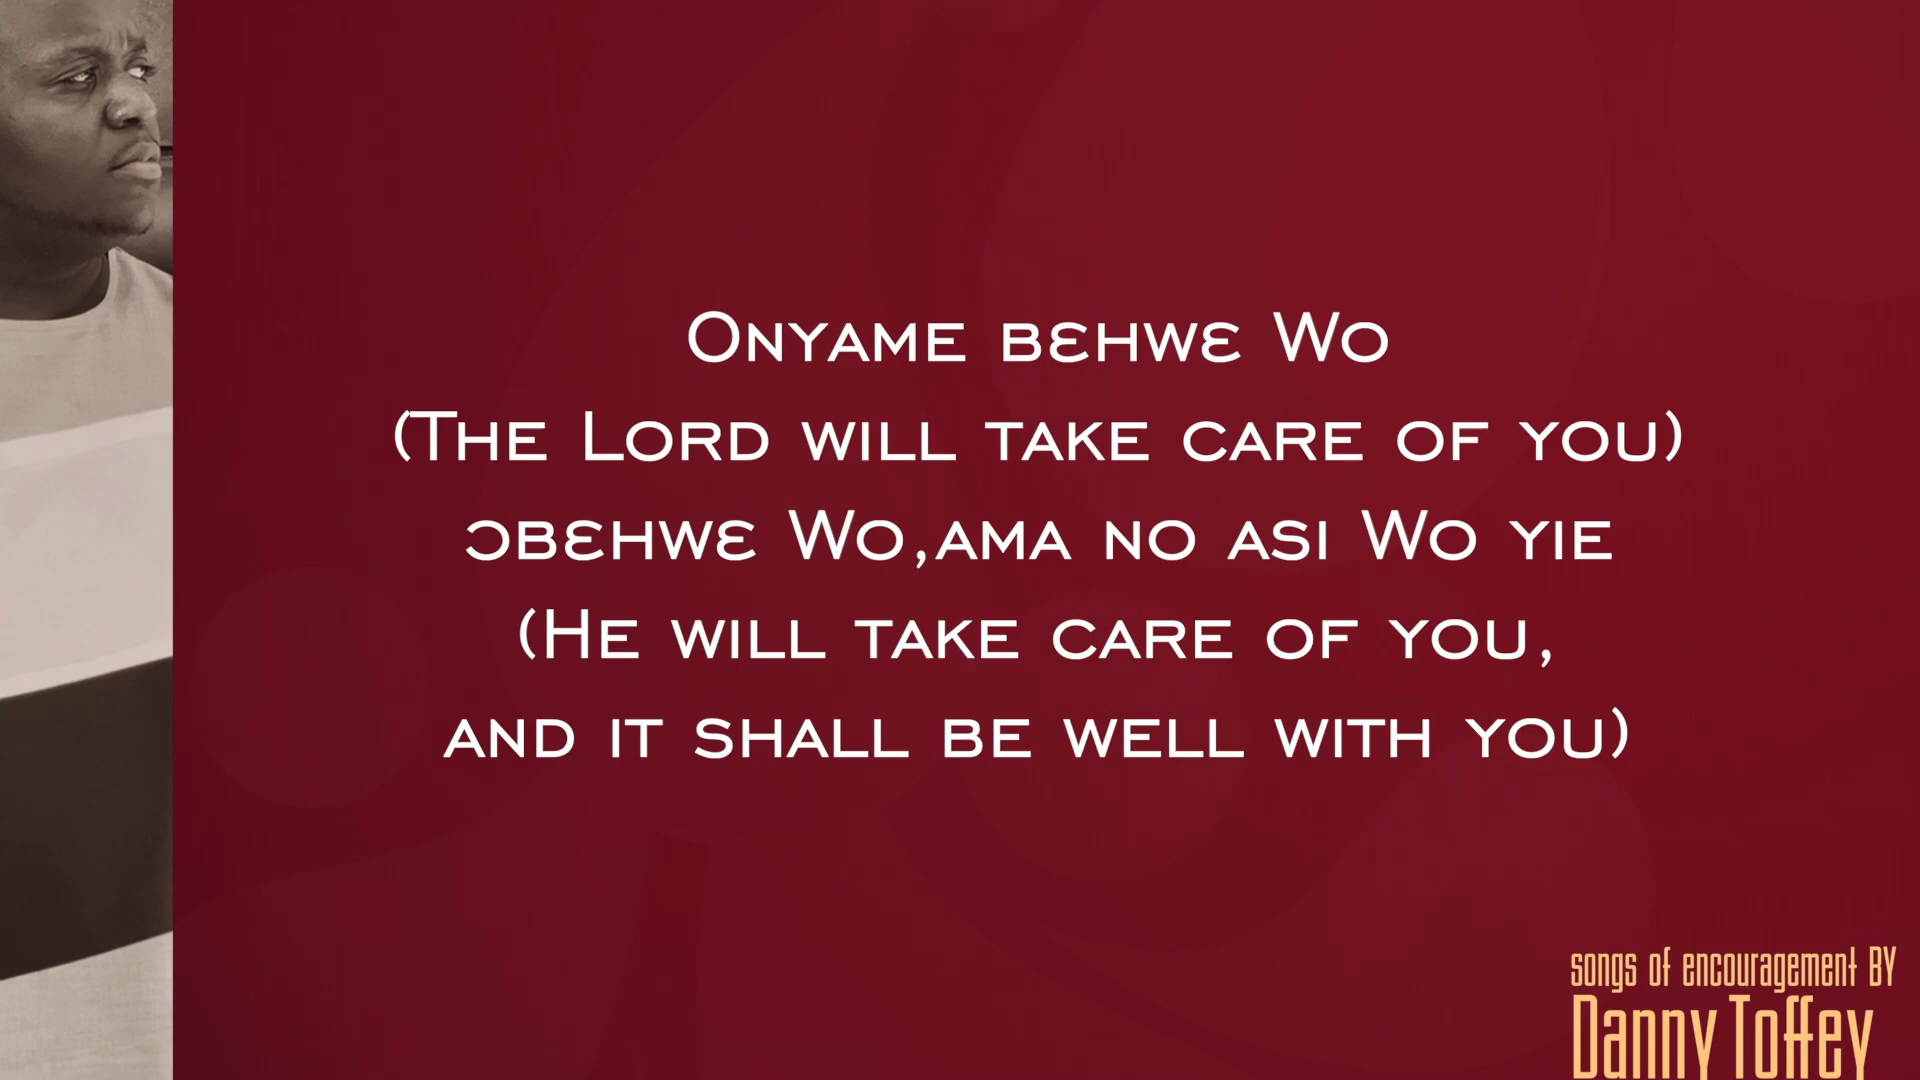 Onyame bɛhwɛ Wo
(The Lord will take care of you)
ɔbɛhwɛ Wo,ama no asi Wo yie
(He will take care of you,
and it shall be well with you)
songs of encouragement BY
Danny Toffey